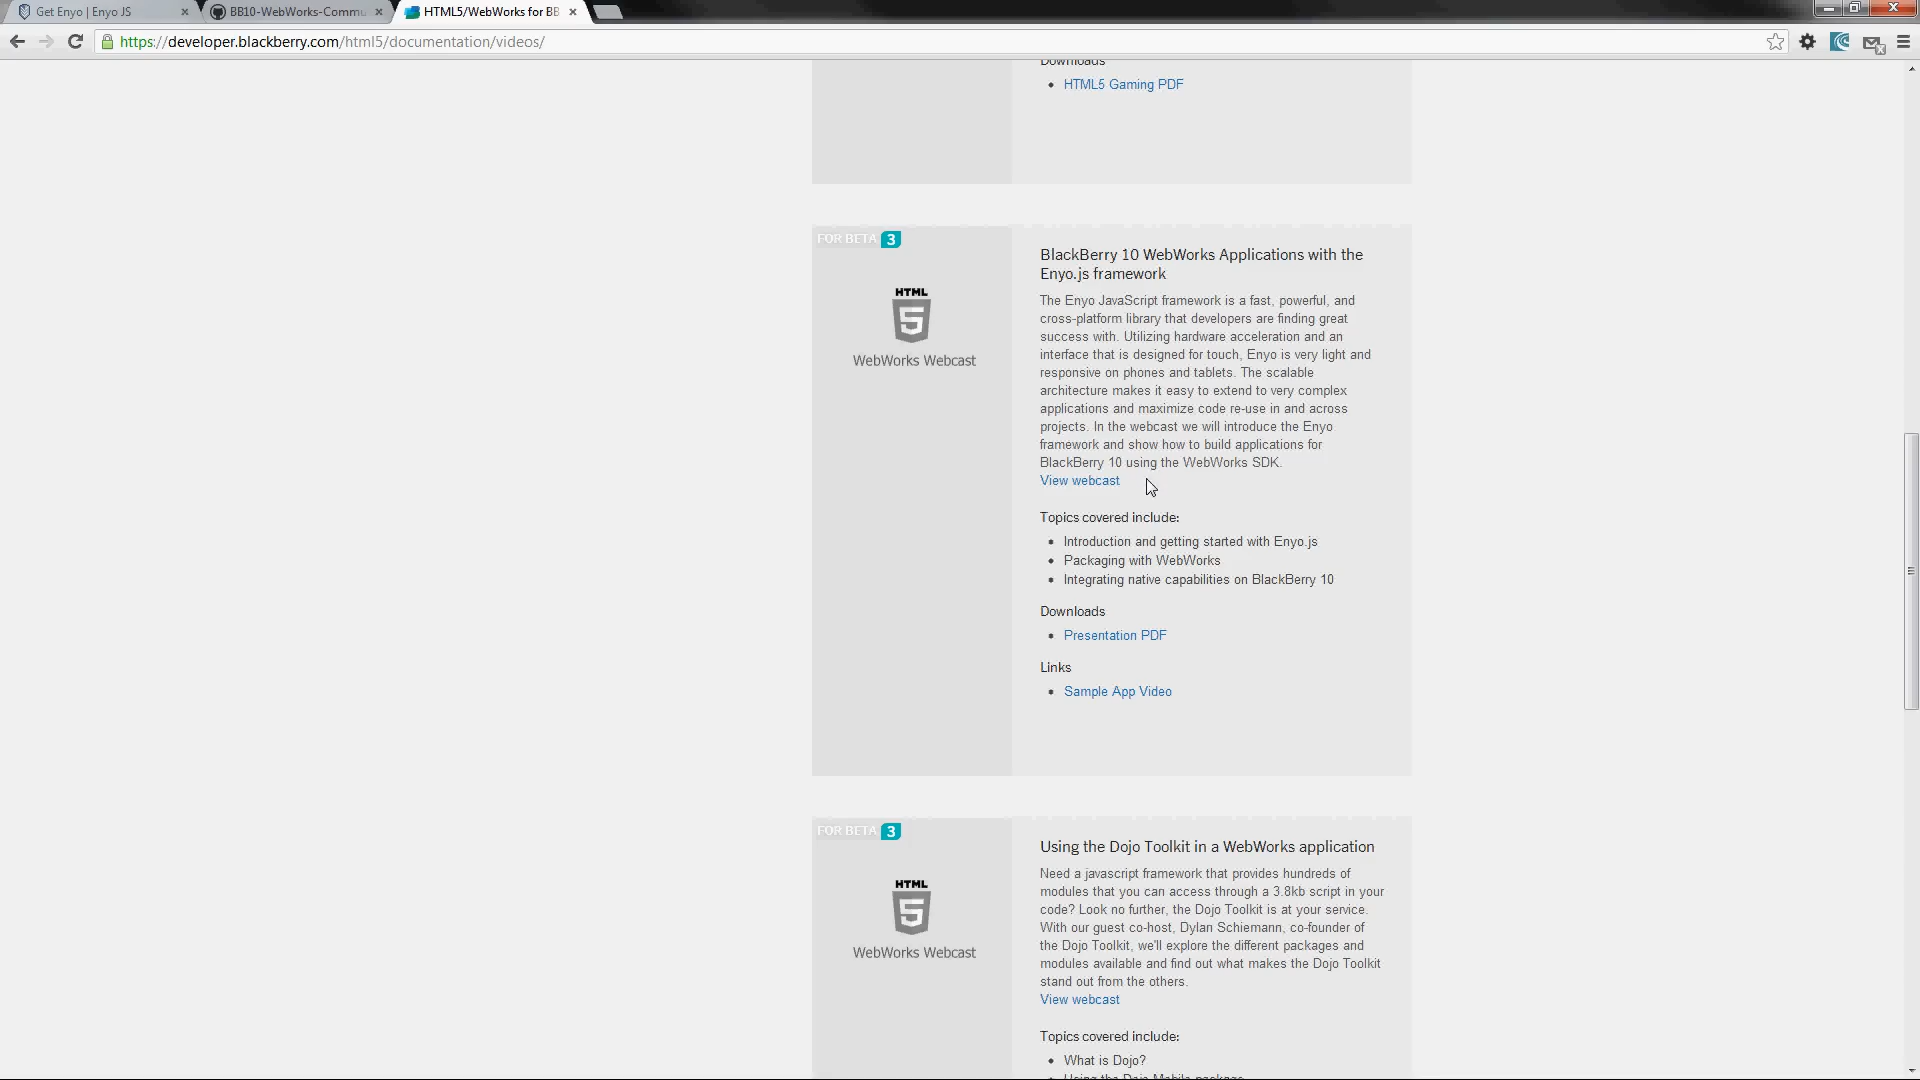 Get Enyo | Enyo JS
BB10-WebWorks-Commu
HTML5/WebWorks for BB
https://developer.blackberry.com/html5/documentation/videos/
Downloads
HTML5 Gaming PDF
FOR BETA 3
HTML
5
WebWorks Webcast
BlackBerry 10 WebWorks Applications with the
Enyo.js framework
The Enyo JavaScript framework is a fast, powerful, and
cross-platform library that developers are finding great
success with. Utilizing hardware acceleration and an
interface that is designed for touch, Enyo is very light and
responsive on phones and tablets. The scalable
architecture makes it easy to extend to very complex
applications and maximize code re-use in and across
projects. In the webcast we will introduce the Enyo
framework and show how to build applications for
BlackBerry 10 using the WebWorks SDK.
View webcast
Topics covered include:
Introduction and getting started with Enyo.js
Packaging with WebWorks
Integrating native capabilities on BlackBerry 10
Downloads
Presentation PDF
Links
Sample App Video
FOR BETA 3
HTML
5
WebWorks Webcast
Using the Dojo Toolkit in a WebWorks application
Need a javascript framework that provides hundreds of
modules that you can access through a 3.8kb script in your
code? Look no further, the Dojo Toolkit is at your service.
With our guest co-host, Dylan Schiemann, co-founder of
the Dojo Toolkit, we'll explore the different packages and
modules available and find out what makes the Dojo Toolkit
stand out from the others.
View webcast
Topics covered include:
What is Dojo?
Using the Dojo Mobile package